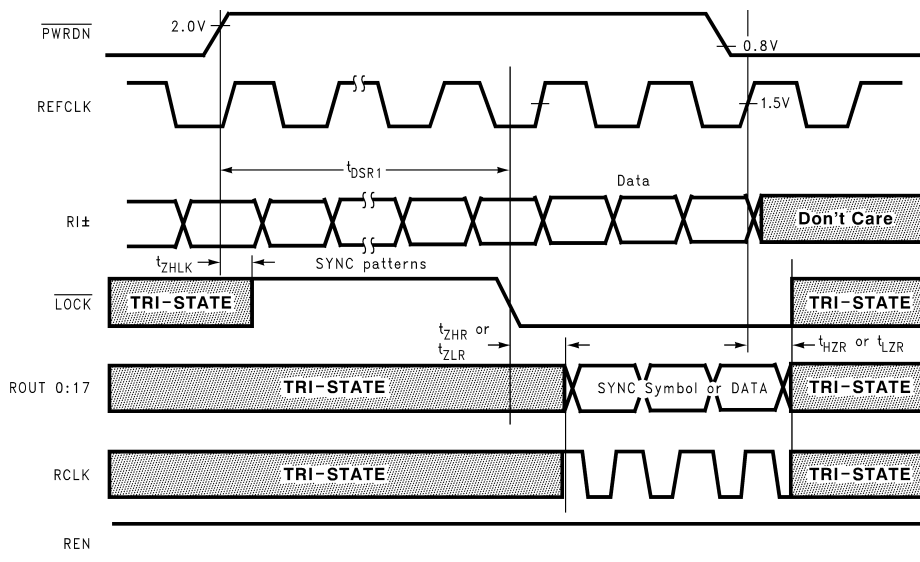 PWRDN
2.0V
0.8V
REFCLK
1.5V
tDSR1
Data
RI±
Don't Care
tZHLK
SYNC patterns
LOCK
TRI-STATE
TRI-STATE
tZHR or
tZLR
tHZR or tLZR
ROUT 0:17
TRI-STATE
SYNC Symbol or DATA
TRI-STATE
RCLK
TRI-STATE
TRI-STATE
REN